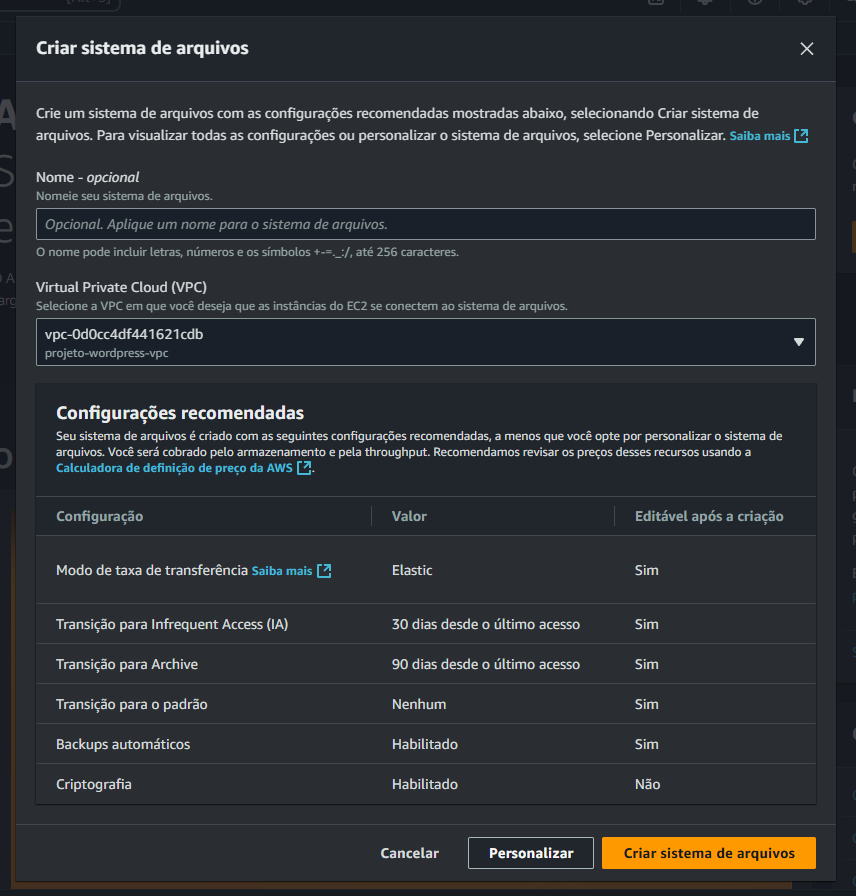 Criar sistema de arquivos
Crie um sistema de arquivos com as configurações recomendadas mostradas abaixo, selecionando Criar sistema de
arquivos. Para visualizar todas as configurações ou personalizar o sistema de arquivos, selecione Personalizar. Saiba mais
Nome - opcional
Nomeie seu sistema de arquivos.
Opcional. Aplique um nome para o sistema de arquivos.
O nome pode incluir letras, números e os símbolos +-=._:/, até 256 caracteres.
Virtual Private Cloud (VPC)
Selecione a VPC em que você deseja que as instâncias do EC2 se conectem ao sistema de arquivos.
vpc-0d0cc4df441621cdb
projeto-wordpress-vpc
Configurações recomendadas
Seu sistema de arquivos é criado com as seguintes configurações recomendadas, a menos que você opte por personalizar o sistema de
arquivos. Você será cobrado pelo armazenamento e pela throughput. Recomendamos revisar os preços desses recursos usando a
Calculadora de definição de preço da AWS.
Configuração Valor Editável após a criação
Modo de taxa de transferência Saiba mais Elastic Sim
Transição para Infrequent Access (IA) 30 dias desde o último acesso Sim
Transição para Archive 90 dias desde o último acesso Sim
Transição para o padrão Nenhum Sim
Backups automáticos Habilitado Sim
Criptografia Habilitado Não
Cancelar Personalizar Criar sistema de arquivos